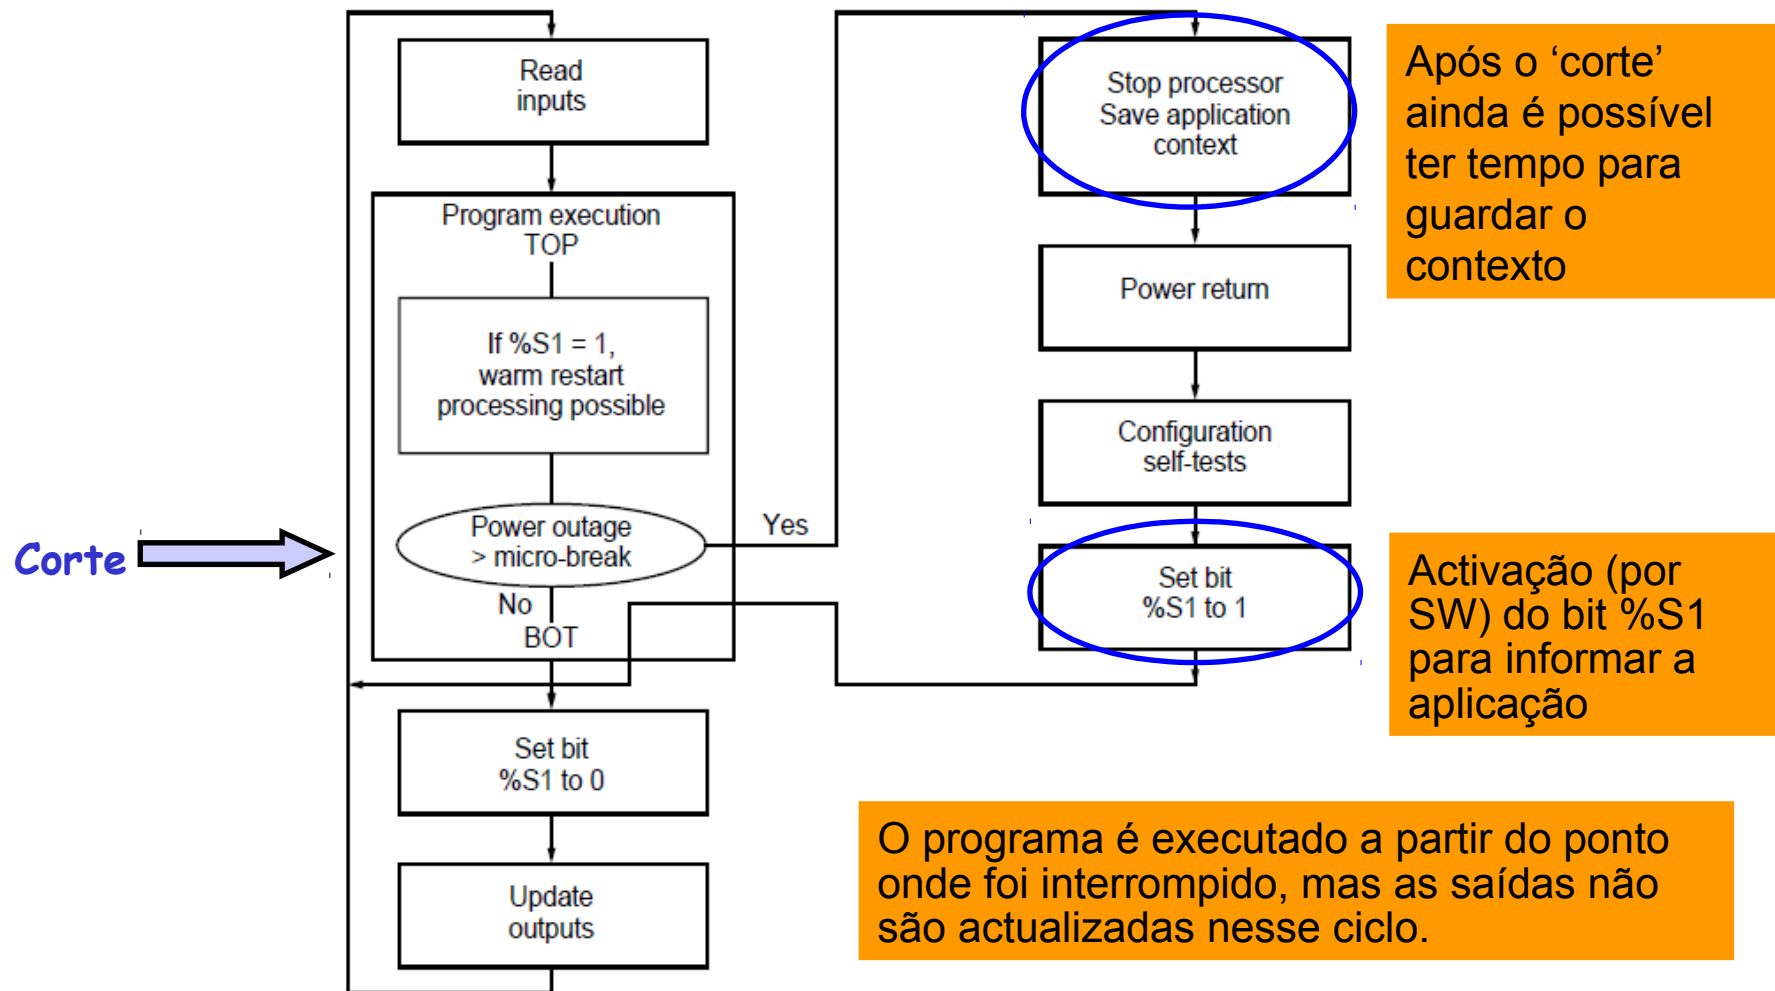 Read
inputs
Program execution
TOP
If %S1 = 1,
warm restart
processing possible
Power outage
> micro-break
Yes
No
BOT
Set bit
%S1 to 0
Update
outputs
Corte
Stop processor
Save application
context
Power return
Configuration
self-tests
Set bit
%S1 to 1
Após o ‘corte’
ainda é possível
ter tempo para
guardar o
contexto
Activação (por
SW) do bit %S1
para informar a
aplicação
O programa é executado a partir do ponto
onde foi interrompido, mas as saídas não
são actualizadas nesse ciclo.